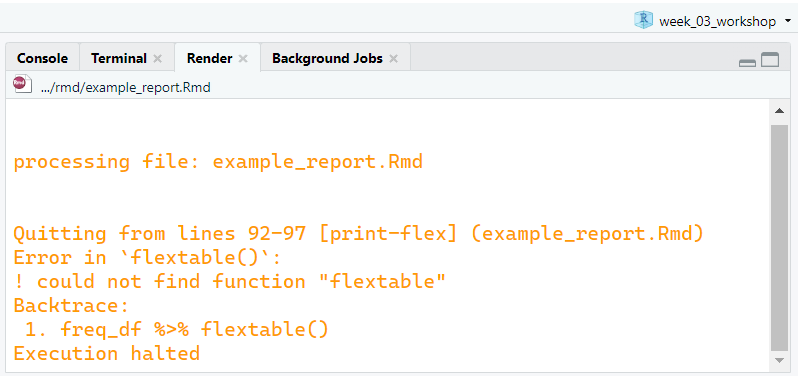 week_03_workshop
Console Terminal Render Background Jobs
Rmd .../rmd/example_report.Rmd
processing file: example_report.Rmd
Quitting from lines 92-97 [print-flex] (example_report.Rmd)
Error in `flextable()`:
! could not find function "flextable"
Backtrace:
1. freq_df %>% flextable()
Execution halted